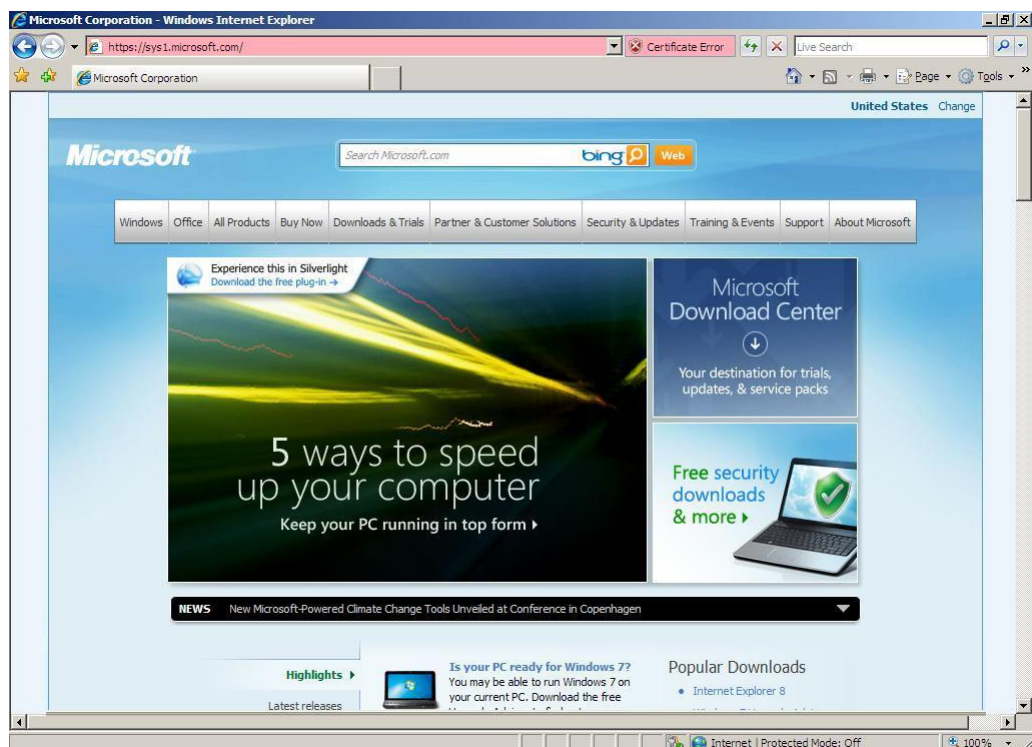 Microsoft Corporation - Windows Internet Explorer
https://sys1.microsoft.com/
Certificate Error
Live Search
Microsoft Corporation
Page
Tools
United States Change
Microsoft
Search Microsoft.com
bing
Web
Windows Office All Products Buy Now Downloads & Trials Partner & Customer Solutions Security & Updates Training & Events Support About Microsoft
Experience this in Silverlight
Download the free plug-in →
5 ways to speed
up your computer
Keep your PC running in top form
Microsoft
Download Center
Your destination for trials,
updates, & service packs
Free security
downloads
& more
NEWS New Microsoft-Powered Climate Change Tools Unveiled at Conference in Copenhagen
Highlights
Latest releases
Is your PC ready for Windows 7?
You may be able to run Windows 7 on
your current PC. Download the free
Popular Downloads
Internet Explorer 8
Internet | Protected Mode: Off
100%